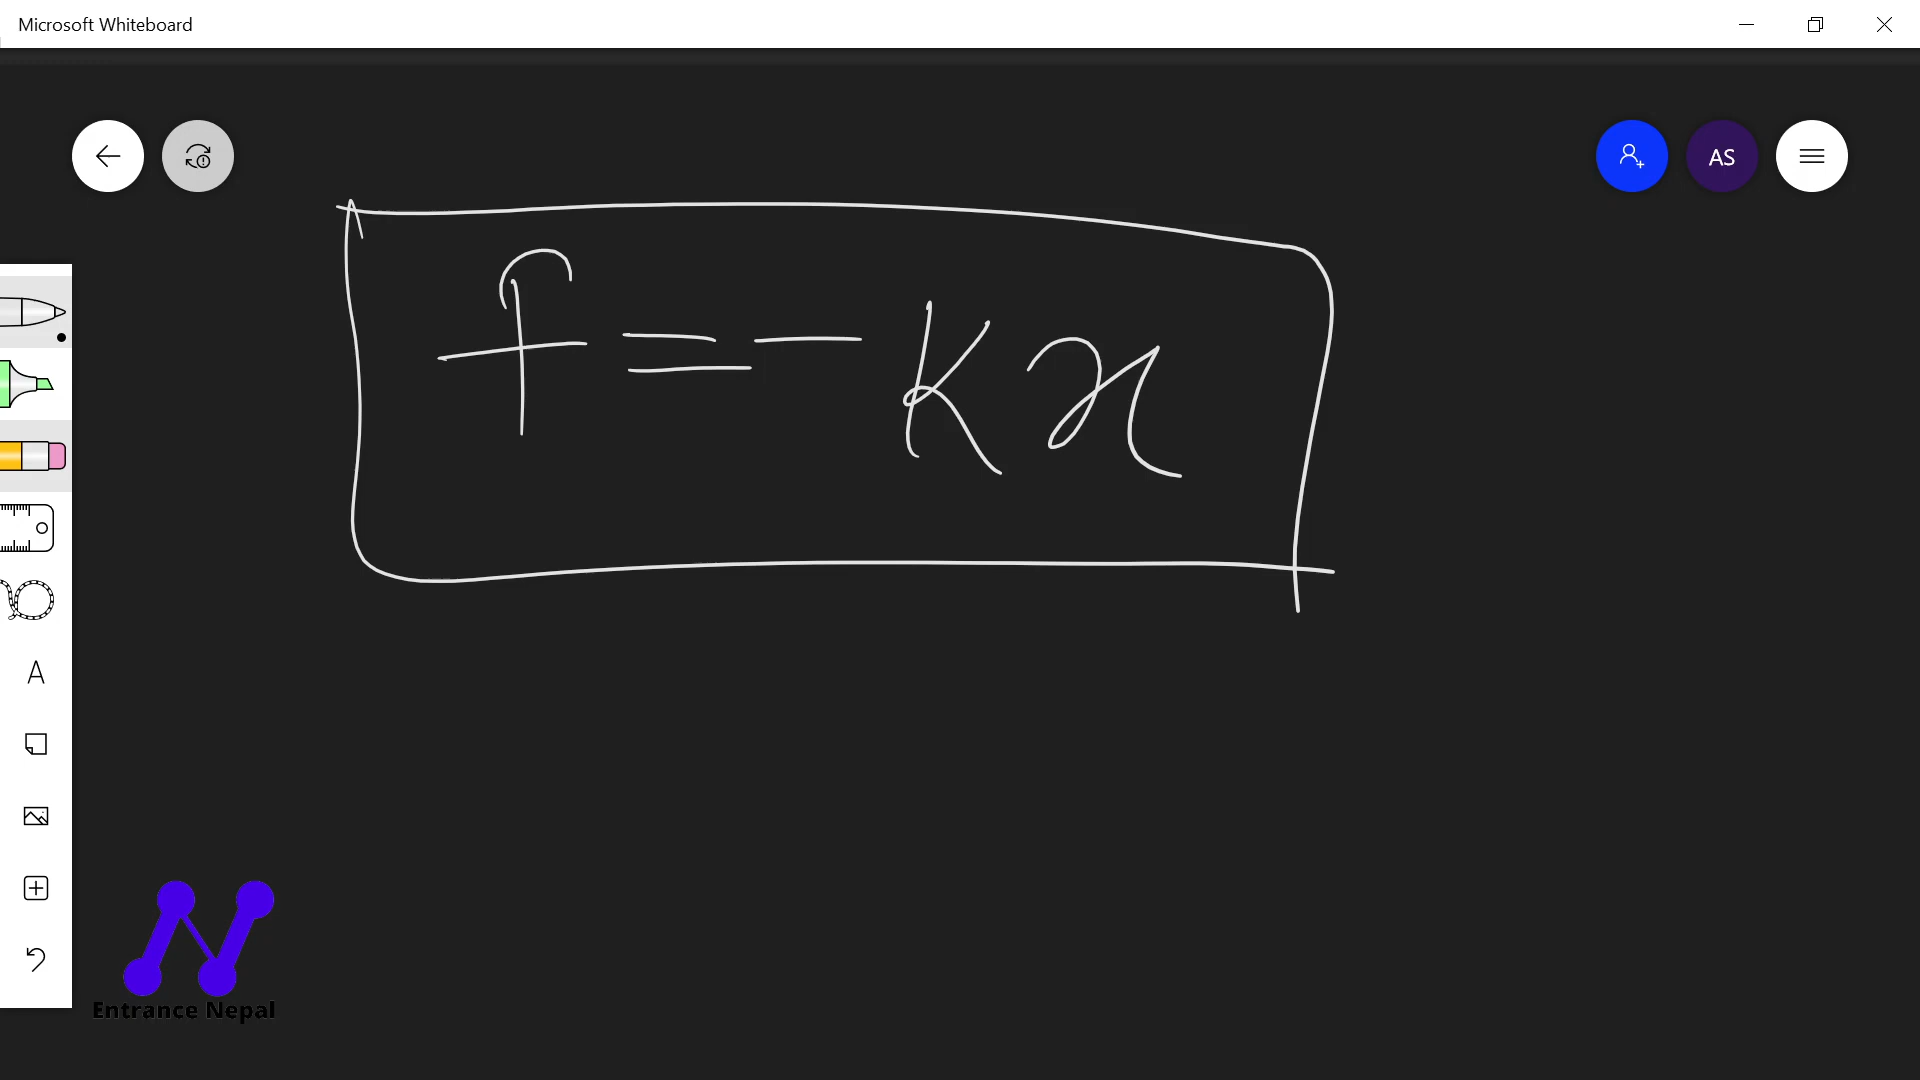 Microsoft Whiteboard
AS
f = - Kx
A
Entrance Nepal